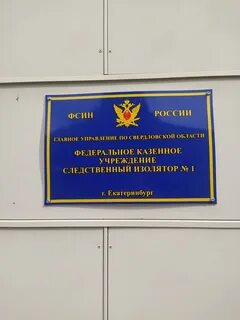 ФСИН РОССИИ
ГЛАВНОЕ УПРАВЛЕНИЕ ПО СВЕРДЛОВСКОЙ ОБЛАСТИ
ФЕДЕРАЛЬНОЕ КАЗЕННОЕ
УЧРЕЖДЕНИЕ
СЛЕДСТВЕННЫЙ ИЗОЛЯТОР № 1
г. Екатеринбург